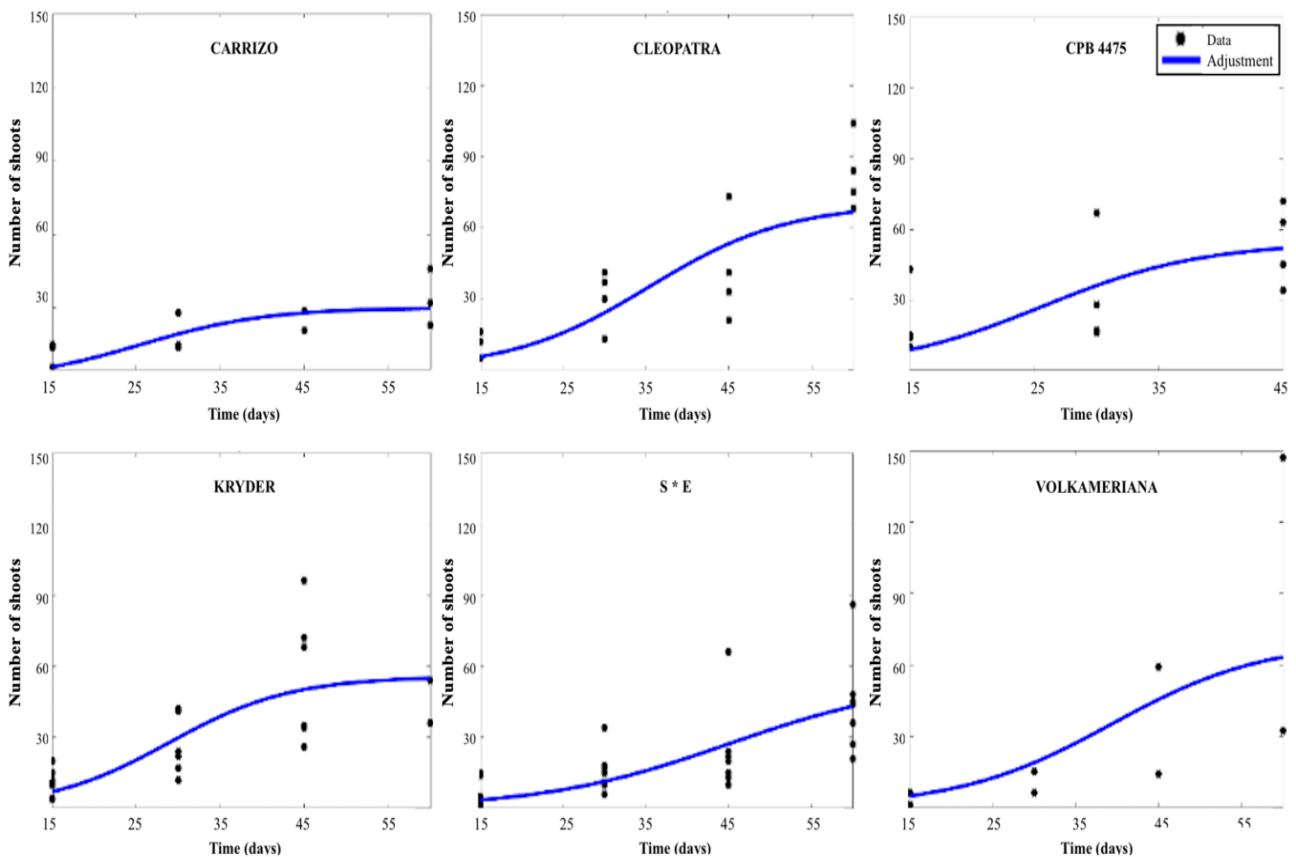 150
120
90
60
30
Number of shoots
CARRIZO
15 25 35 45 55
Time (days)
150
120
90
60
30
Number of shoots
CLEOPATRA
15 25 35 45 55
Time (days)
150
120
90
60
30
Number of shoots
CPB 4475
Data
Adjustment
15 25 35 45
Time (days)
150
120
90
60
30
Number of shoots
KRYDER
15 25 35 45 55
Time (days)
150
120
90
60
30
Number of shoots
S * E
15 25 35 45 55
Time (days)
150
120
90
60
30
Number of shoots
VOLKAMERIANA
15 25 35 45 55
Time (days)